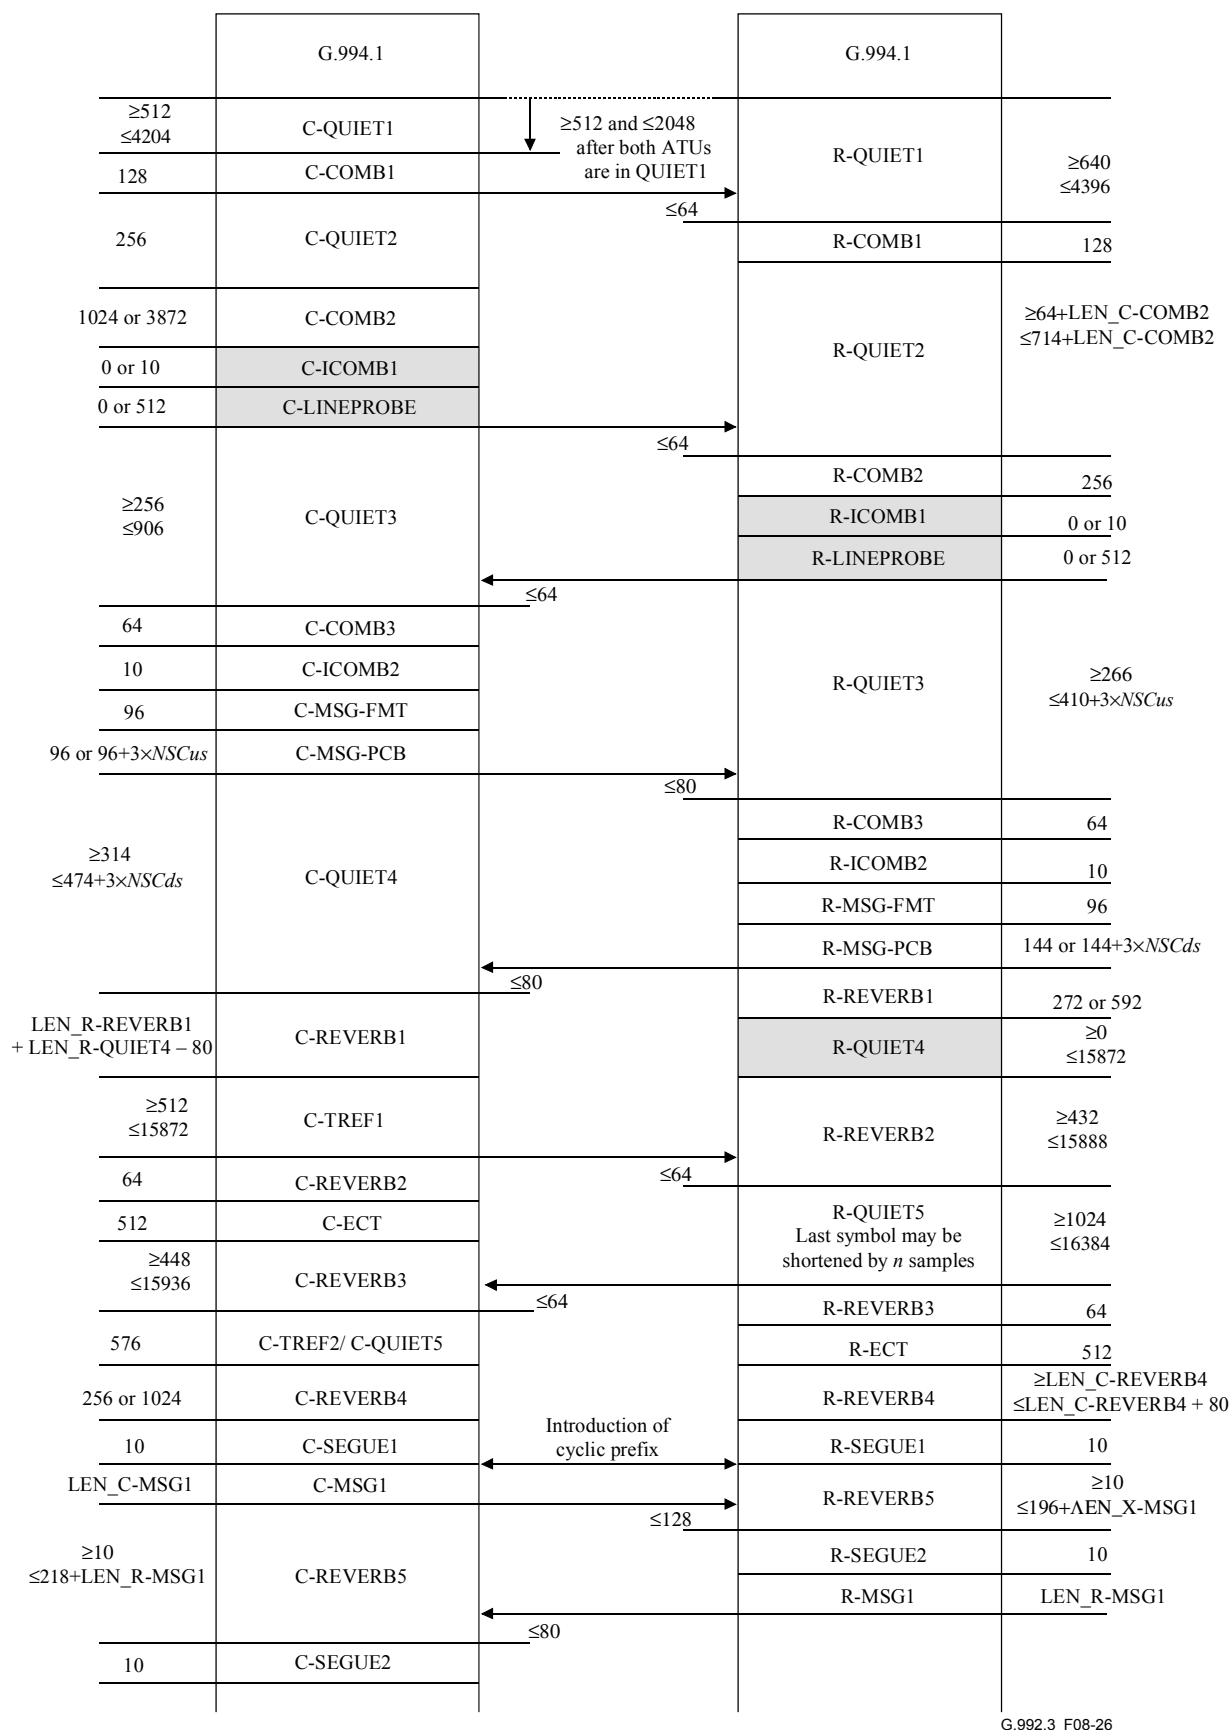 G.994.1
G.994.1
≥512
≤4204
C-QUIET1
≥512 and ≤2048
after both ATUs
are in QUIET1
R-QUIET1
≥640
≤4396
128
C-COMB1
≤64
256
C-QUIET2
R-COMB1
128
1024 or 3872
C-COMB2
R-QUIET2
≥64+LEN_C-COMB2
≤714+LEN_C-COMB2
0 or 10
C-ICOMB1
0 or 512
C-LINEPROBE
≤64
R-COMB2
256
≥256
≤906
C-QUIET3
R-ICOMB1
0 or 10
R-LINEPROBE
0 or 512
≤64
64
C-COMB3
10
C-ICOMB2
R-QUIET3
≥266
≤410+3×NSCus
96
C-MSG-FMT
96 or 96+3×NSCus
C-MSG-PCB
≤80
R-COMB3
64
≥314
≤474+3×NSCds
C-QUIET4
R-ICOMB2
10
R-MSG-FMT
96
R-MSG-PCB
144 or 144+3×NSCds
≤80
R-REVERB1
272 or 592
LEN_R-REVERB1
+ LEN_R-QUIET4 – 80
C-REVERB1
R-QUIET4
≥0
≤15872
≥512
≤15872
C-TREF1
R-REVERB2
≥432
≤15888
≤64
64
C-REVERB2
512
C-ECT
R-QUIET5
Last symbol may be
shortened by n samples
≥1024
≤16384
≥448
≤15936
C-REVERB3
≤64
R-REVERB3
64
576
C-TREF2/ C-QUIET5
R-ECT
512
256 or 1024
C-REVERB4
R-REVERB4
≥LEN_C-REVERB4
≤LEN_C-REVERB4 + 80
10
C-SEGUE1
Introduction of
cyclic prefix
R-SEGUE1
10
LEN_C-MSG1
C-MSG1
R-REVERB5
≥10
≤196+ΛEN_X-MSG1
≤128
≥10
≤218+LEN_R-MSG1
C-REVERB5
R-SEGUE2
10
R-MSG1
LEN_R-MSG1
≤80
10
C-SEGUE2
G.992.3_F08-26